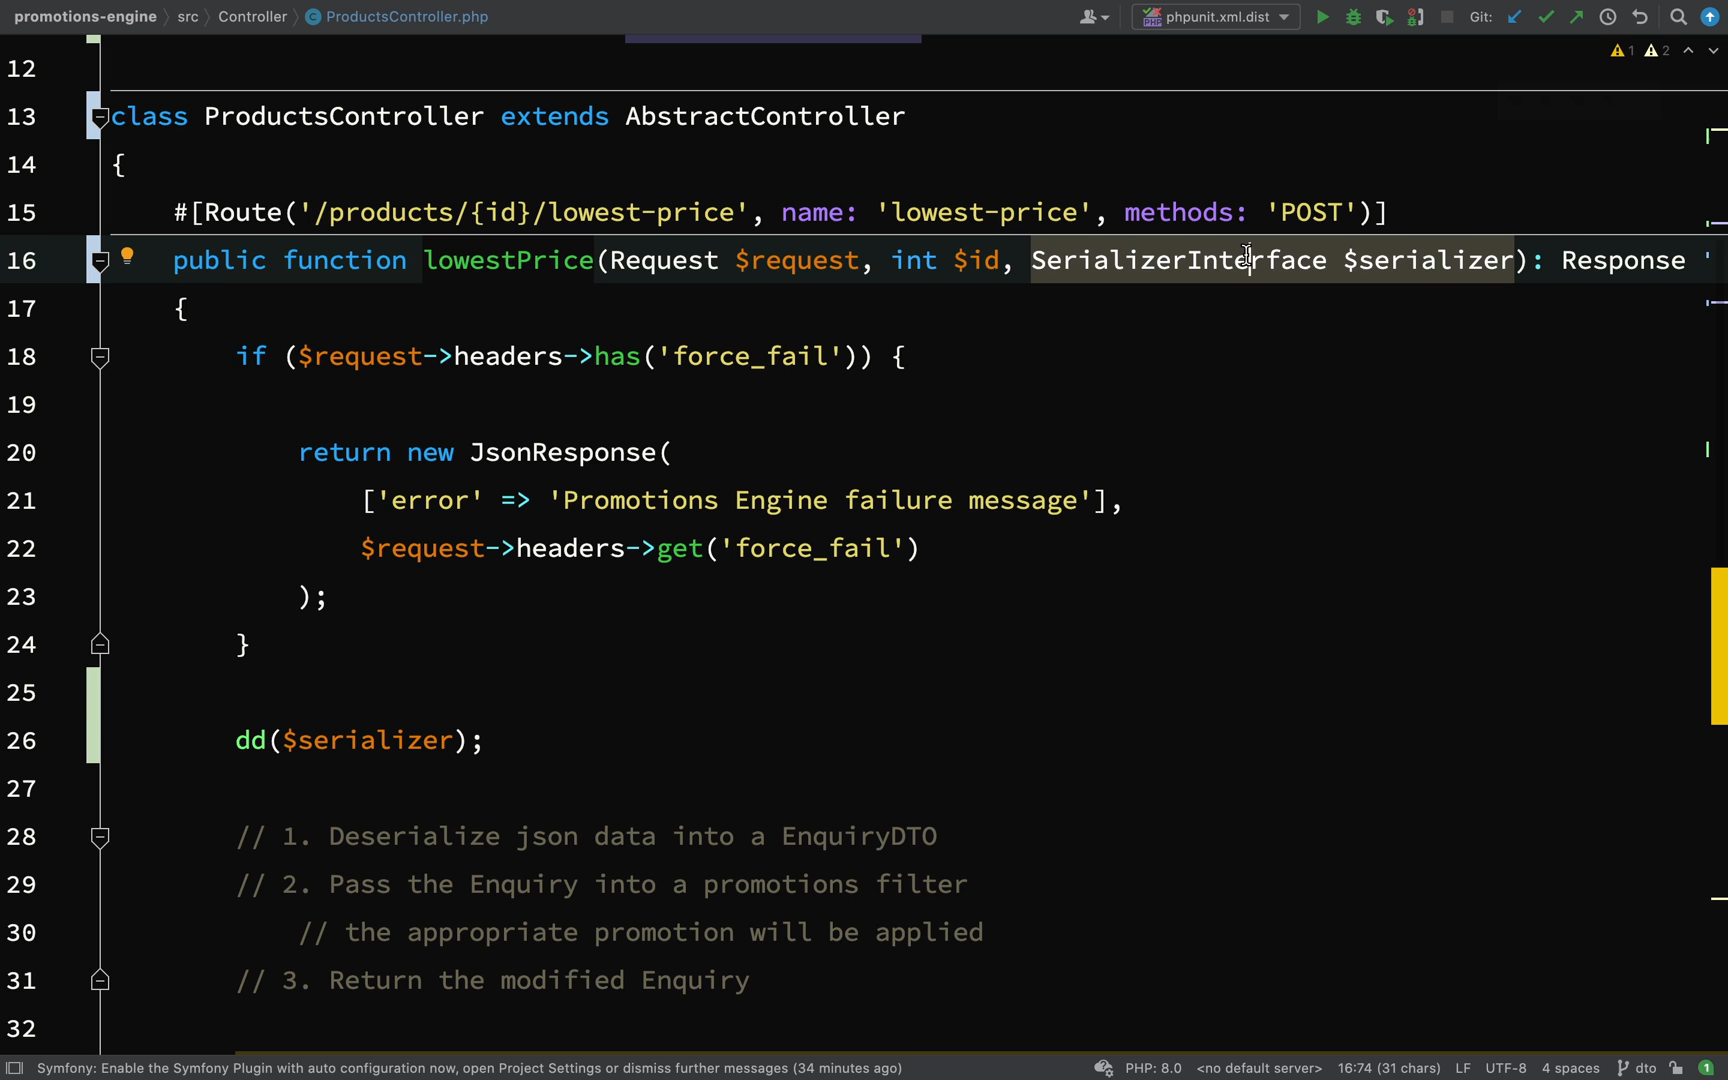 promotions-engine src Controller ProductsController.php phpunit.xml.dist Git:
1 2
12
13 class ProductsController extends AbstractController
14 {
15 #[Route('/products/{id}/lowest-price', name: 'lowest-price', methods: 'POST')]
16 public function lowestPrice(Request $request, int $id, SerializerInterface $serializer): Response
17 {
18 if ($request->headers->has('force_fail')) {
19
20 return new JsonResponse(
21 ['error' => 'Promotions Engine failure message'],
22 $request->headers->get('force_fail')
23 );
24 }
25
26 dd($serializer);
27
28 // 1. Deserialize json data into a EnquiryDTO
29 // 2. Pass the Enquiry into a promotions filter
30 // the appropriate promotion will be applied
31 // 3. Return the modified Enquiry
32
Symfony: Enable the Symfony Plugin with auto configuration now, open Project Settings or dismiss further messages (34 minutes ago) PHP: 8.0 <no default server> 16:74 (31 chars) LF UTF-8 4 spaces dto 1